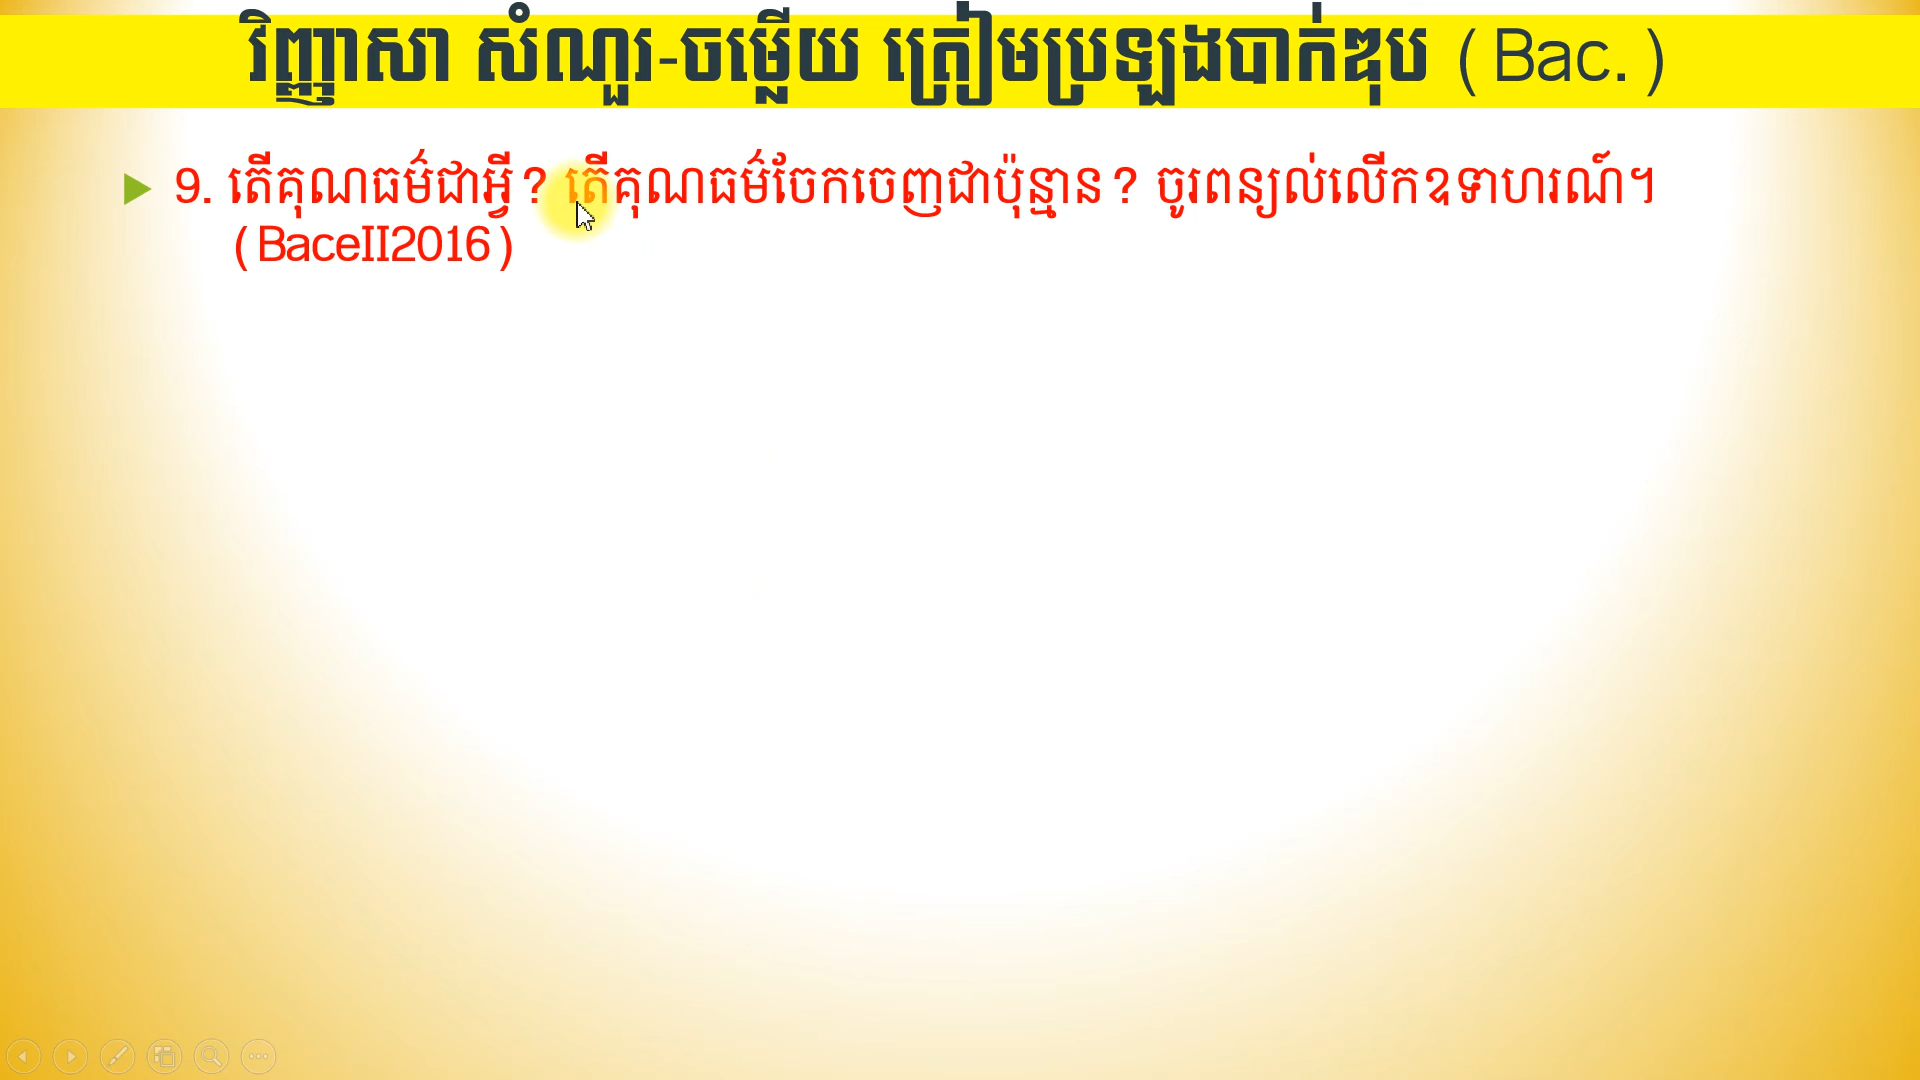 វិញ្ញាសា សំណួរ-ចម្លើយ ត្រៀមប្រឡងបាក់ឌុប (Bac.)
9. តើគុណធម៌ជាអ្វី? តើគុណធម៌ចែកចេញជាប៉ុន្មាន? ចូរពន្យល់លើកឧទាហរណ៍។
(BaceII2016)